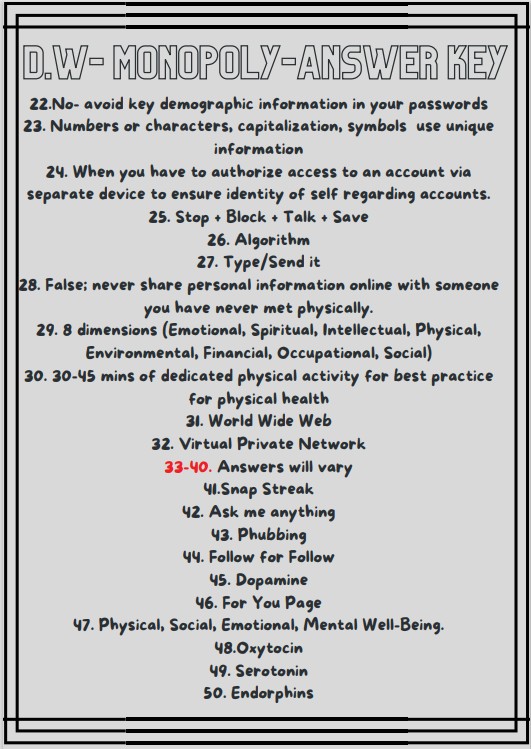 D.W- MONOPOLY-ANSWER KEY
22.No- avoid key demographic information in your passwords
23. Numbers or characters, capitalization, symbols use unique
information
24. When you have to authorize access to an account via
separate device to ensure identity of self regarding accounts.
25. Stop + Block + Talk + Save
26. Algorithm
27. Type/Send it
28. False; never share personal information online with someone
you have never met physically.
29. 8 dimensions (Emotional, Spiritual, Intellectual, Physical,
Environmental, Financial, Occupational, Social)
30. 30-45 mins of dedicated physical activity for best practice
for physical health
31. World Wide Web
32. Virtual Private Network
33-40. Answers will vary
41.Snap Streak
42. Ask me anything
43. Phubbing
44. Follow for Follow
45. Dopamine
46. For You Page
47. Physical, Social, Emotional, Mental Well-Being.
48.Oxytocin
49. Serotonin
50. Endorphins